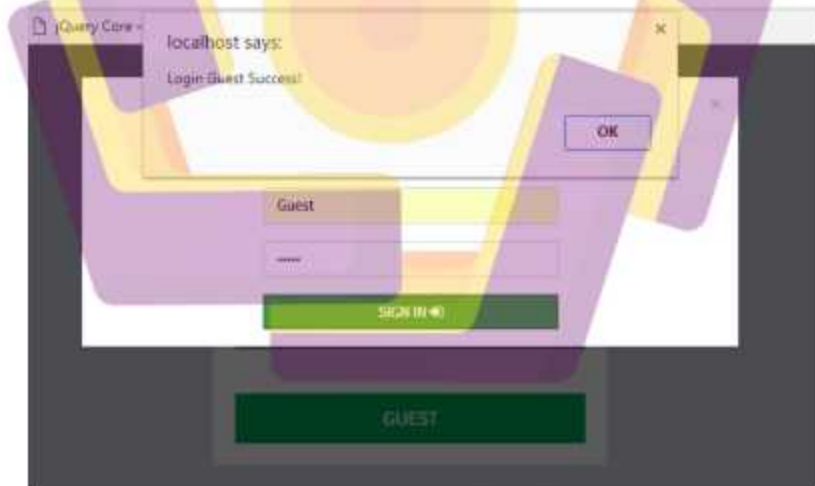 jQuery Core -
localhost says:
Login Guest Success!
OK
Guest
SIGN IN
GUEST